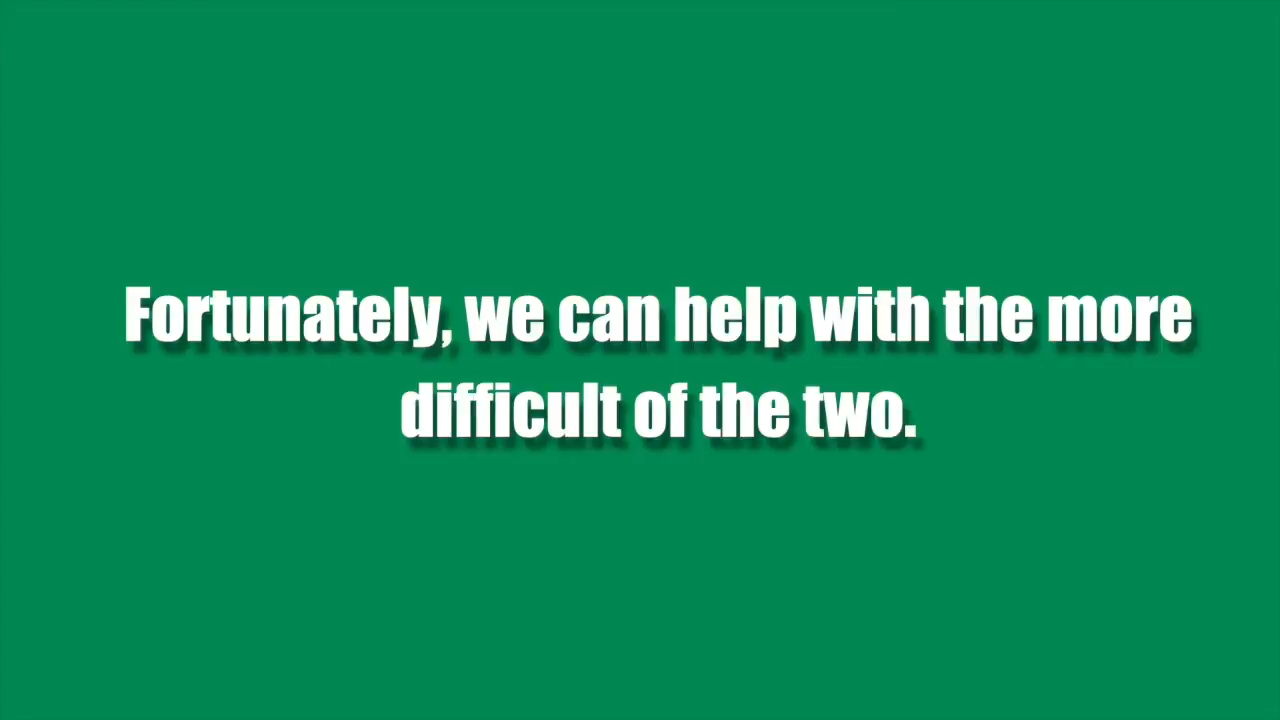 Fortunately, we can help with the more
difficult of the two.